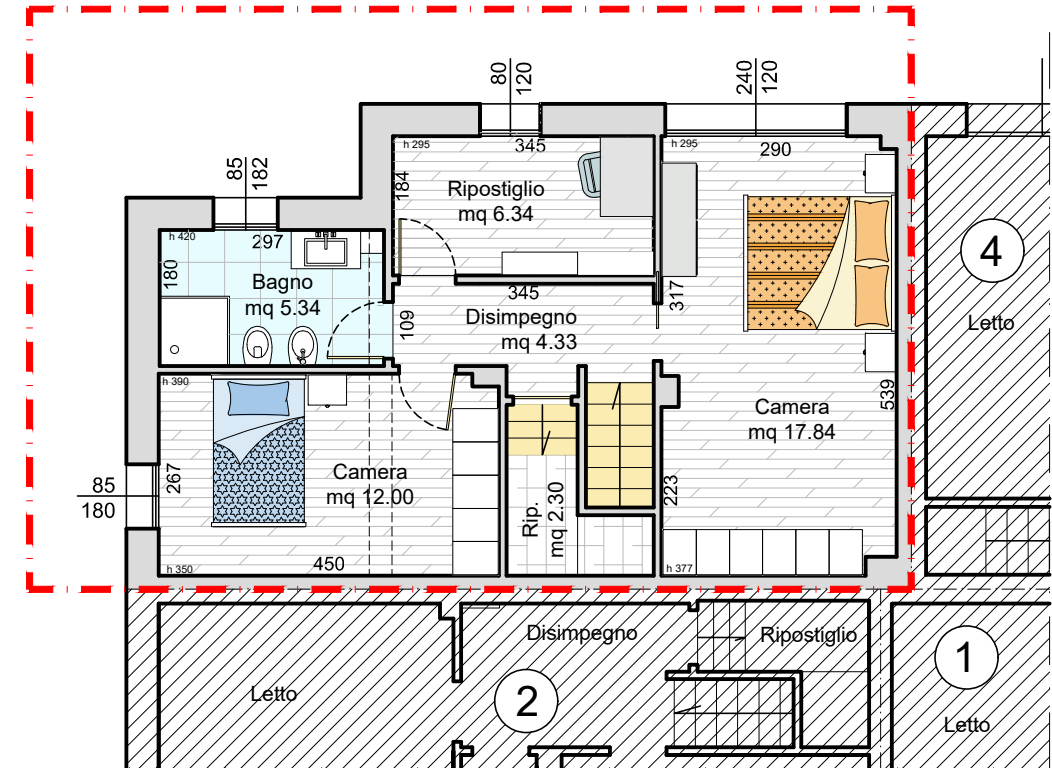 80
120
240
120
h 295
345
h 295
290
85
182
184
Ripostiglio
mq 6.34
h 420
297
180
Bagno
mq 5.34
345
317
109
Disimpegno
mq 4.33
4
Letto
h 390
539
Camera
mq 17.84
267
Camera
mq 12.00
85
180
223
Rip.
mq 2.30
h 350
450
h 377
Disimpegno
Ripostiglio
1
Letto
2
Letto